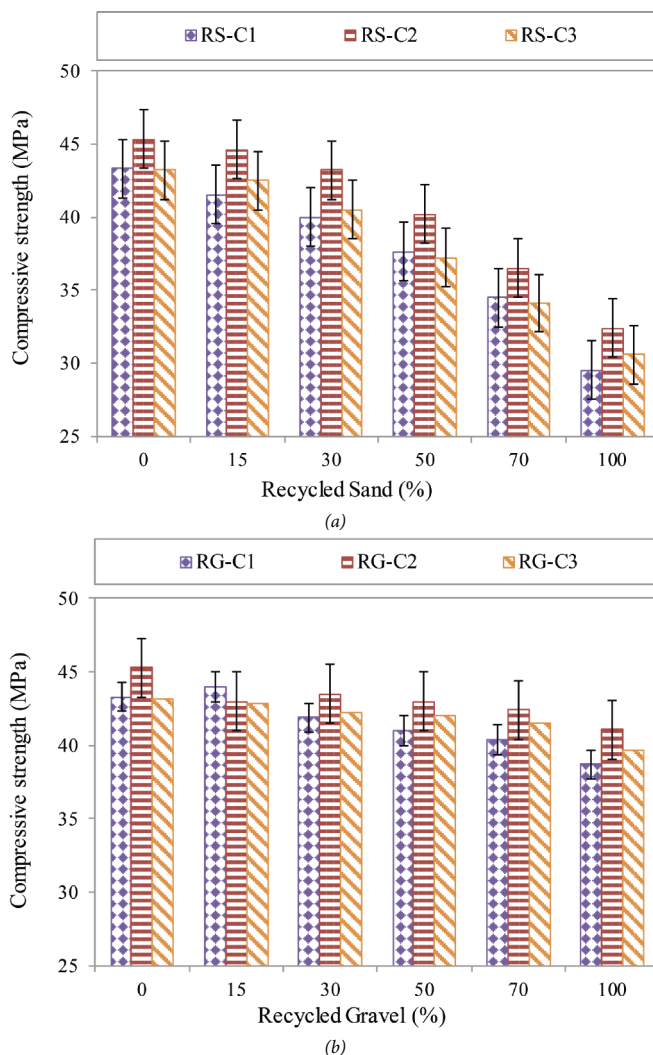 RS-C1 RS-C2 RS-C3
50
45
40
35
30
25
Compressive strength (MPa)
0 15 30 50 70 100
Recycled Sand (%)
(a)
RG-C1 RG-C2 RG-C3
50
45
40
35
30
25
Compressive strength (MPa)
0 15 30 50 70 100
Recycled Gravel (%)
(b)